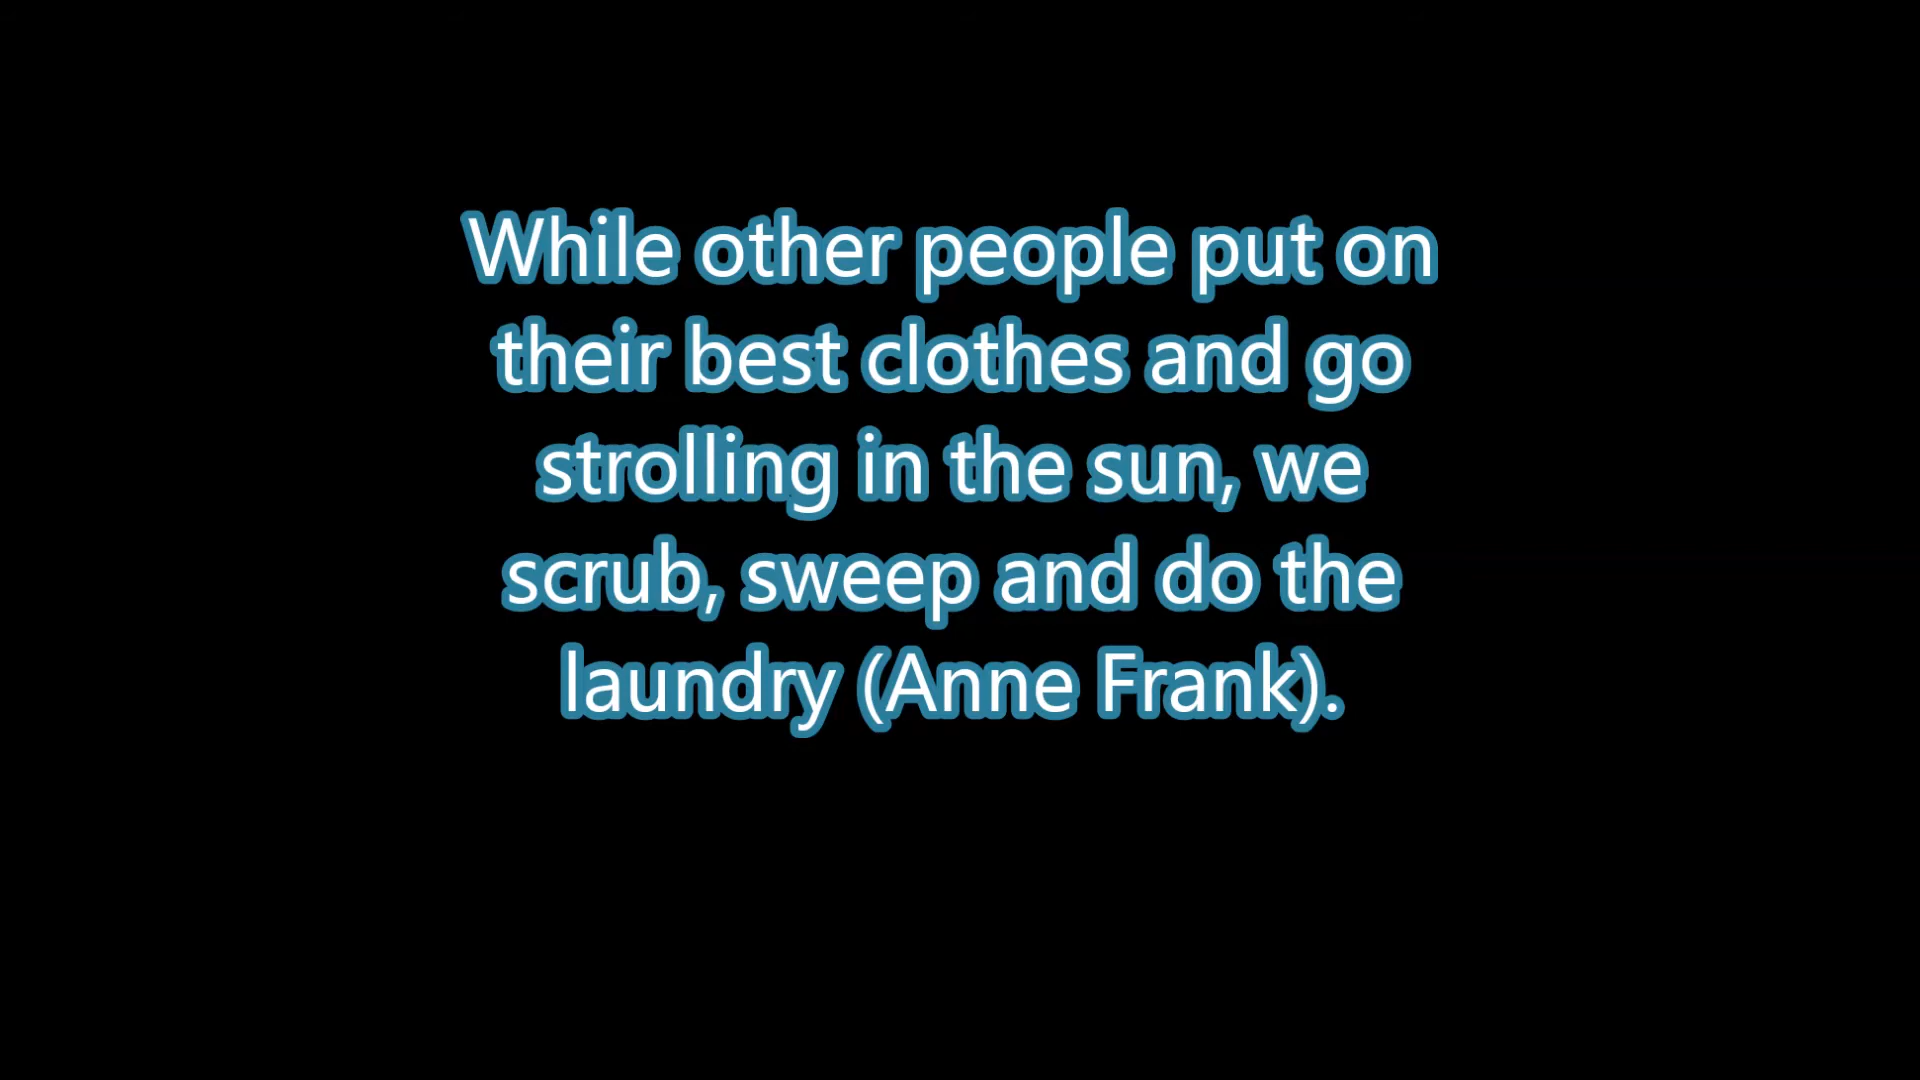 While other people put on
their best clothes and go
strolling in the sun, we
scrub, sweep and do the
laundry (Anne Frank).